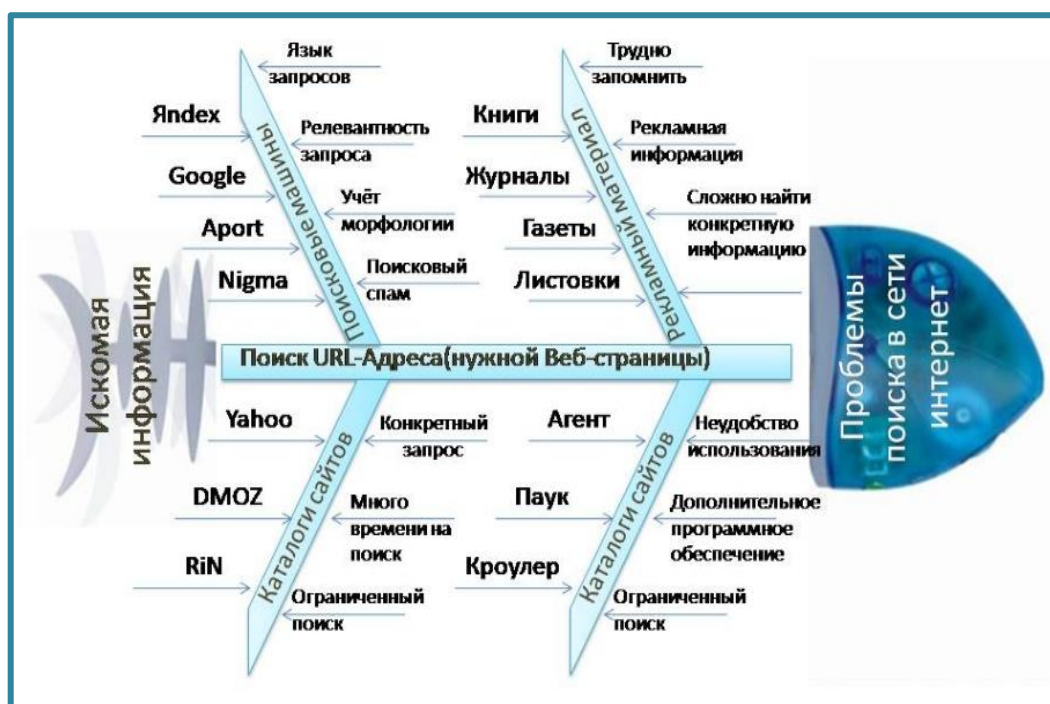 Язык
запросов
Яndex
Релевантность
запроса
Google
Учёт
морфологии
Aport
Поисковый
спам
Nigma
Поисковые машины
Трудно
запомнить
Книги
Рекламная
информация
Журналы
Сложно найти
конкретную
информацию
Газеты
Листовки
Рекламный материал
Искомая
информация
Поиск URL-Адреса(нужной Веб-страницы)
Проблемы
поиска в сети
интернет
Yahoo
Конкретный
запрос
DMOZ
Много
времени на
поиск
RiN
Ограниченный
поиск
Каталоги сайтов
Агент
Неудобство
использования
Паук
Дополнительное
программное
обеспечение
Кроулер
Ограниченный
поиск
Каталоги сайтов